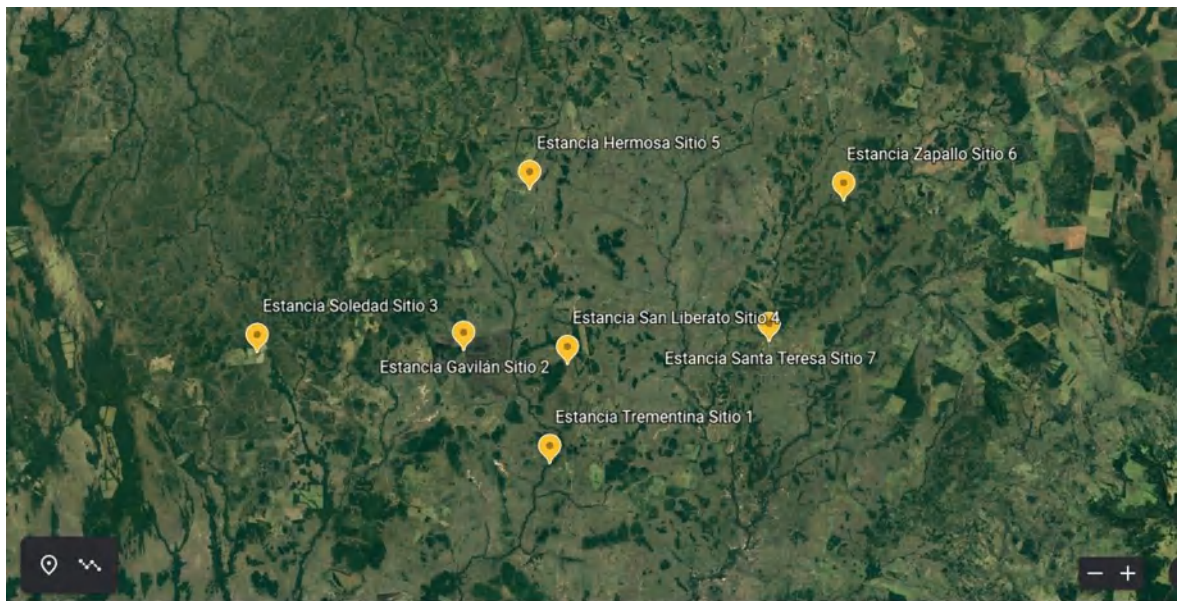 Estancia Hermosa Sitio 5
Estancia Zapallo Sitio 6
Estancia Soledad Sitio 3
Estancia San Liberato Sitio 4
Estancia Gavilán Sitio 2
Estancia Santa Teresa Sitio 7
Estancia Trementina Sitio 1